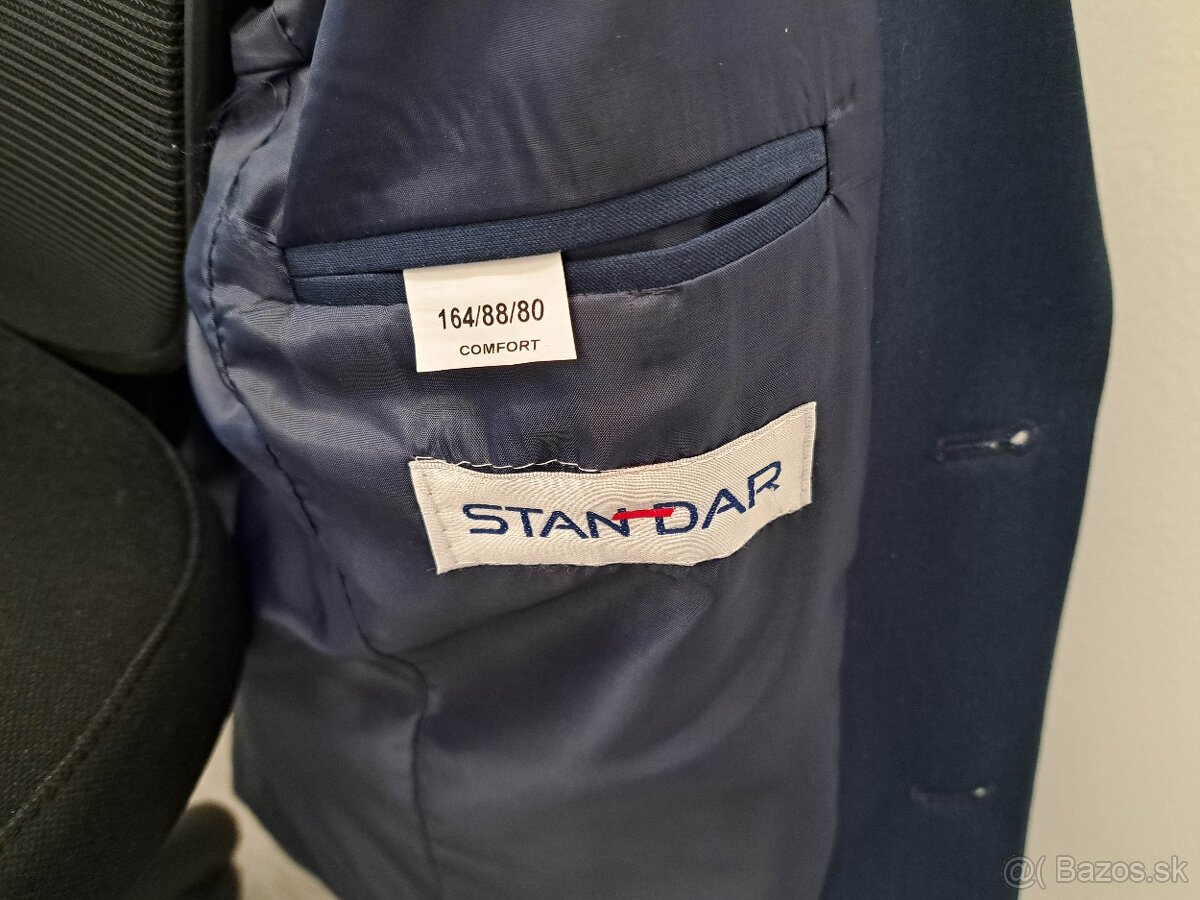 164/88/80
COMFORT
STAN-DAR
@( Bazos.sk